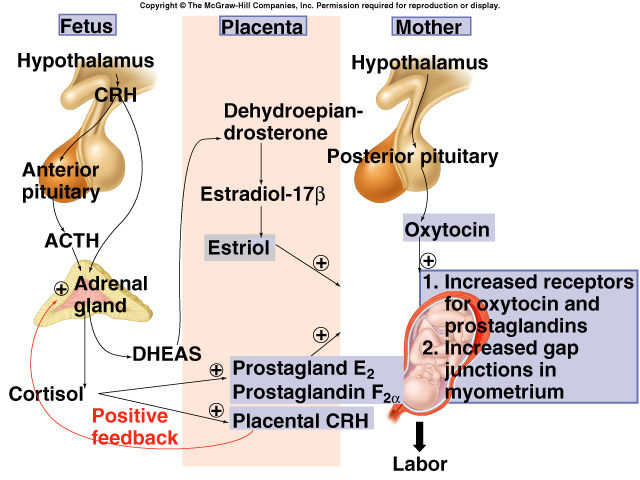 Copyright © The McGraw-Hill Companies, Inc. Permission required for reproduction or display.
Fetus
Placenta
Mother
Hypothalamus
CRH
Anterior
pituitary
ACTH
+
Adrenal
gland
DHEAS
Cortisol
Positive
feedback
Dehydroepian-
drosterone
Estradiol-17β
Estriol
+
+
+
Prostagland E₂
Prostaglandin F₂α
+
Placental CRH
Hypothalamus
Posterior pituitary
Oxytocin
+
1. Increased receptors
for oxytocin and
prostaglandins
2. Increased gap
junctions in
myometrium
Labor